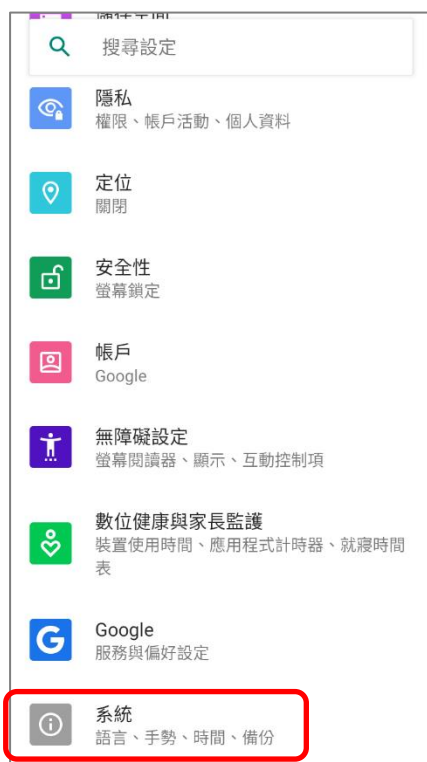 搜尋設定
隱私
權限、帳戶活動、個人資料
定位
關閉
安全性
螢幕鎖定
帳戶
Google
無障礙設定
螢幕閱讀器、顯示、互動控制項
數位健康與家長監護
裝置使用時間、應用程式計時器、就寢時間
表
Google
服務與偏好設定
系統
語言、手勢、時間、備份